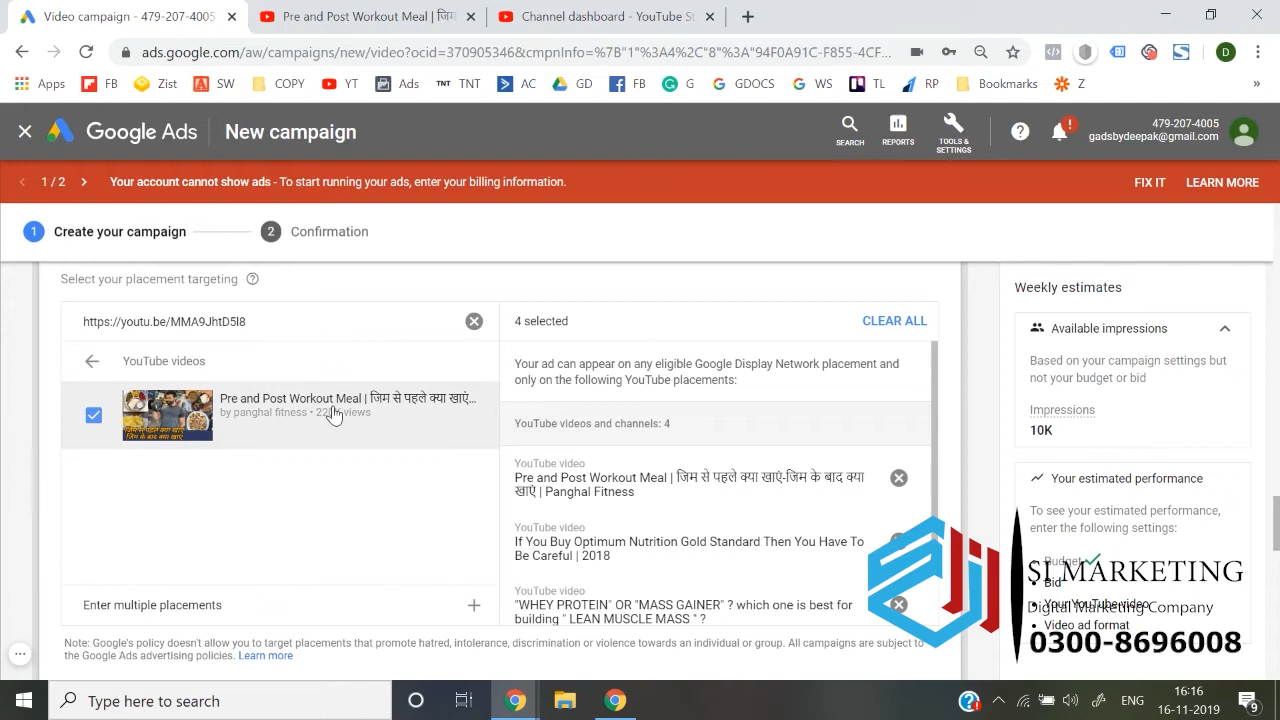 Video campaign - 479-207-4005
Pre and Post Workout Meal | जिम
Channel dashboard - YouTube St
ads.google.com/aw/campaigns/new/video?ocid=370905346&cmpnInfo=%7B"1"%3A4%2C"8"%3A"94F0A91C-F855-4CF...
Apps FB Zist SW COPY YT Ads TNT TNT AC GD FB G GDOCS WS TL RP Bookmarks Z »
Google Ads New campaign
SEARCH REPORTS TOOLS & SETTINGS
479-207-4005
gadsbydeepak@gmail.com
1 / 2 Your account cannot show ads - To start running your ads, enter your billing information. FIX IT LEARN MORE
1 Create your campaign 2 Confirmation
Select your placement targeting
https://youtu.be/MMA9JhtD5l8
YouTube videos
Pre and Post Workout Meal | जिम से पहले क्या खाएं...
by panghal fitness • views
Enter multiple placements
4 selected CLEAR ALL
Your ad can appear on any eligible Google Display Network placement and
only on the following YouTube placements:
YouTube videos and channels: 4
YouTube video
Pre and Post Workout Meal | जिम से पहले क्या खाएं-जिम के बाद क्या
खाएं | Panghal Fitness
YouTube video
If You Buy Optimum Nutrition Gold Standard Then You Have To
Be Careful | 2018
YouTube video
"WHEY PROTEIN" OR "MASS GAINER" ? which one is best for
building " LEAN MUSCLE MASS " ?
Note: Google's policy doesn't allow you to target placements that promote hatred, intolerance, discrimination or violence towards an individual or group. All campaigns are subject to
the Google Ads advertising policies. Learn more
Weekly estimates
Available impressions
Based on your campaign settings but
not your budget or bid
Impressions
10K
Your estimated performance
To see your estimated performance,
enter the following settings:
Budget
Bid
Your YouTube video
Video ad format
SJ MARKETING
Digital Marketing Company
0300-8696008
Type here to search
ENG
16:16
16-11-2019
9